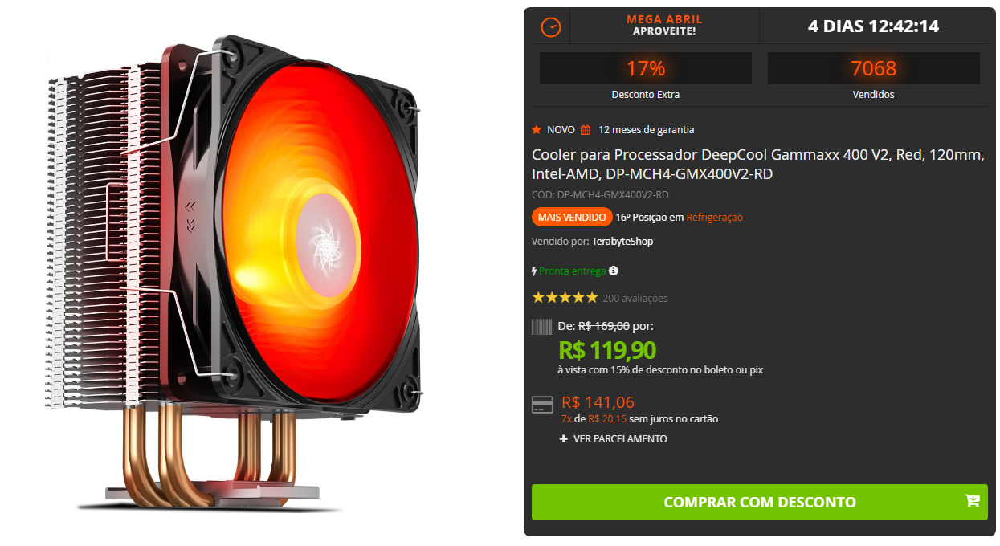 MEGA ABRIL
APROVEITE!
4 DIAS 12:42:14
17%
Desconto Extra
7068
Vendidos
NOVO 12 meses de garantia
Cooler para Processador DeepCool Gammaxx 400 V2, Red, 120mm,
Intel-AMD, DP-MCH4-GMX400V2-RD
CÓD: DP-MCH4-GMX400V2-RD
MAIS VENDIDO 16º Posição em Refrigeração
Vendido por: TerabyteShop
Pronta entrega
200 avaliações
De: R$ 169,00 por:
R$ 119,90
à vista com 15% de desconto no boleto ou pix
R$ 141,06
7x de R$ 20,15 sem juros no cartão
VER PARCELAMENTO
COMPRAR COM DESCONTO